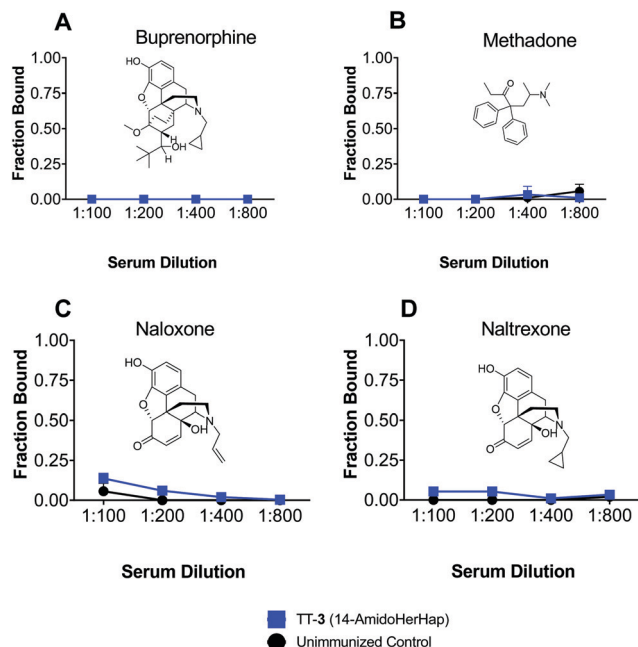 A
Buprenorphine
Fraction Bound
1.00
0.75
0.50
0.25
0.00
HO
O
N
O
OH
H
H
1:100 1:200 1:400 1:800
Serum Dilution
B
Methadone
Fraction Bound
1.00
0.75
0.50
0.25
0.00
O
N
1:100 1:200 1:400 1:800
Serum Dilution
C
Naloxone
Fraction Bound
1.00
0.75
0.50
0.25
0.00
HO
O
N
OH
O
1:100 1:200 1:400 1:800
Serum Dilution
D
Naltrexone
Fraction Bound
1.00
0.75
0.50
0.25
0.00
HO
O
N
OH
O
1:100 1:200 1:400 1:800
Serum Dilution
TT-3 (14-AmidoHerHap)
Unimmunized Control